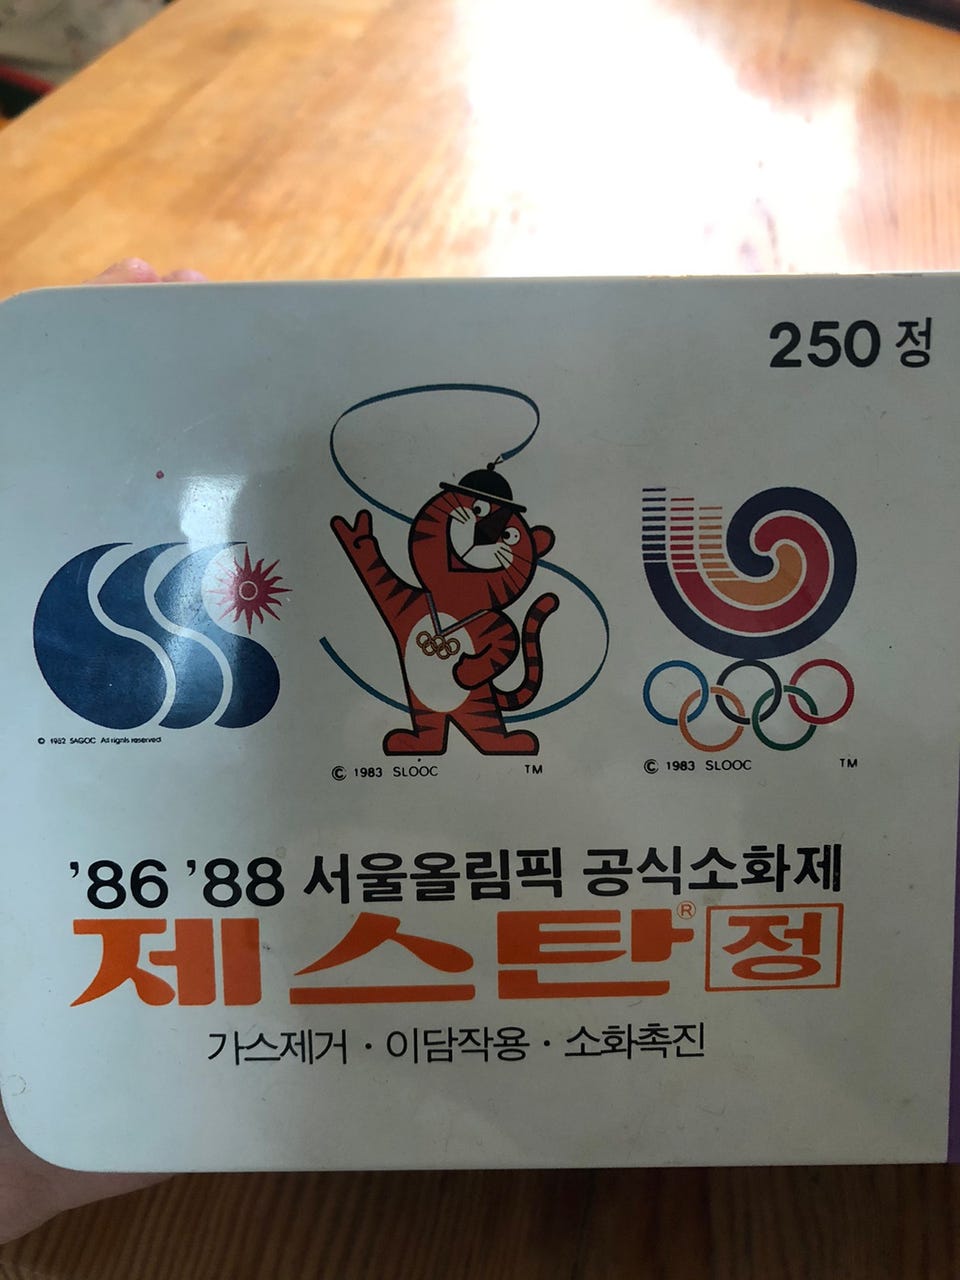 250 정
© 1982 SAGOC All rights reserved
© 1983 SLOOC TM
© 1983 SLOOC TM
'86 '88 서울올림픽 공식소화제
제스탄® 정
가스제거 · 이담작용 · 소화촉진